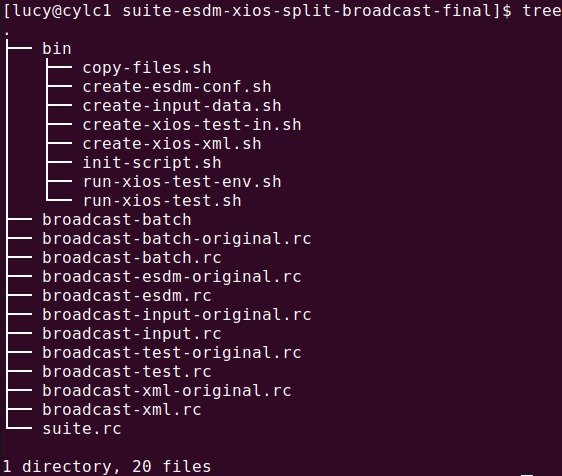 [lucy@cylc1 suite-esdm-xios-split-broadcast-final]$ tree
.
├── bin
│   ├── copy-files.sh
│   ├── create-esdm-conf.sh
│   ├── create-input-data.sh
│   ├── create-xios-test-in.sh
│   ├── create-xios-xml.sh
│   ├── init-script.sh
│   ├── run-xios-test-env.sh
│   └── run-xios-test.sh
├── broadcast-batch
├── broadcast-batch-original.rc
├── broadcast-batch.rc
├── broadcast-esdm-original.rc
├── broadcast-esdm.rc
├── broadcast-input-original.rc
├── broadcast-input.rc
├── broadcast-test-original.rc
├── broadcast-test.rc
├── broadcast-xml-original.rc
├── broadcast-xml.rc
└── suite.rc

1 directory, 20 files